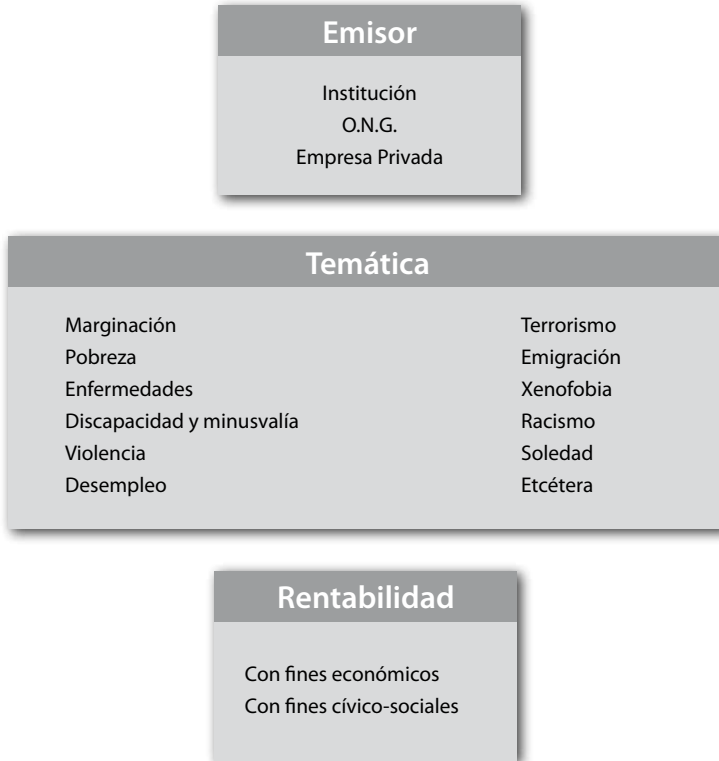 Emisor
Institución
O.N.G.
Empresa Privada
Temática
Marginación
Pobreza
Enfermedades
Discapacidad y minusvalía
Violencia
Desempleo
Terrorismo
Emigración
Xenofobia
Racismo
Soledad
Etcétera
Rentabilidad
Con fines económicos
Con fines cívico-sociales